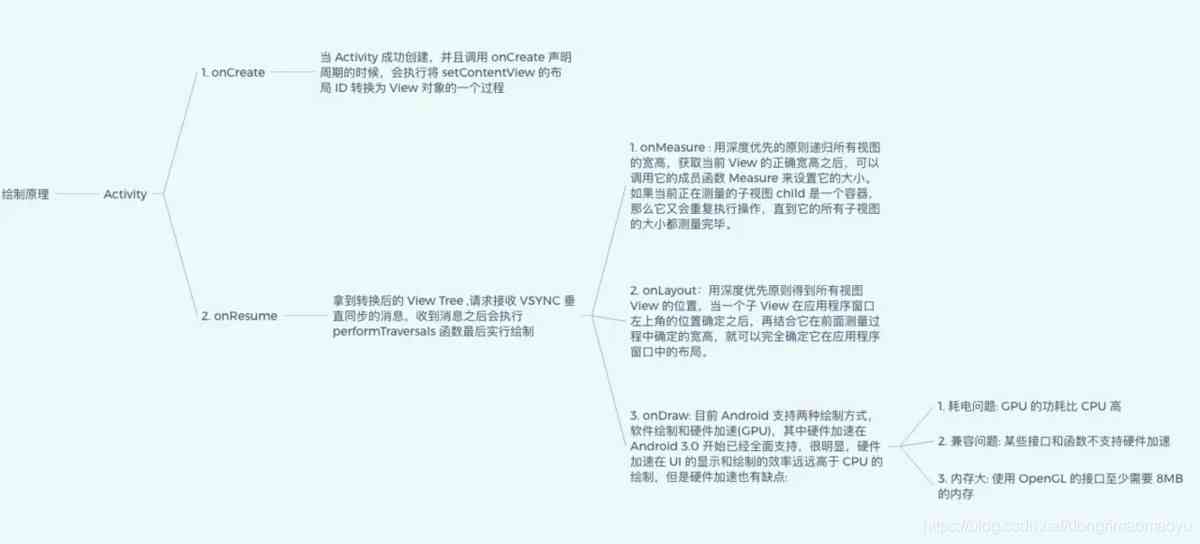 绘制原理
Activity
1. onCreate
当 Activity 成功创建，并且调用 onCreate 声明
周期的时候，会执行将 setContentView 的布
局 ID 转换为 View 对象的一个过程
2. onResume
拿到转换后的 View Tree ,请求接收 VSYNC 垂
直同步的消息，收到消息之后会执行
performTraversals 函数最后实行绘制
1. onMeasure : 用深度优先的原则递归所有视图
的宽高，获取当前 View 的正确宽高之后，可以
调用它的成员函数 Measure 来设置它的大小。
如果当前正在测量的子视图 child 是一个容器，
那么它又会重复执行操作，直到它的所有子视图
的大小都测量完毕。
2. onLayout：用深度优先原则得到所有视图
View 的位置，当一个子 View 在应用程序窗口
左上角的位置确定之后，再结合它在前面测量过
程中确定的宽高，就可以完全确定它在应用程序
窗口中的布局。
3. onDraw: 目前 Android 支持两种绘制方式，
软件绘制和硬件加速(GPU)，其中硬件加速在
Android 3.0 开始已经全面支持，很明显，硬件
加速在 UI 的显示和绘制的效率远远高于 CPU 的
绘制，但是硬件加速也有缺点:
1. 耗电问题: GPU 的功耗比 CPU 高
2. 兼容问题: 某些接口和函数不支持硬件加速
3. 内存大: 使用 OpenGL 的接口至少需要 8MB
的内存